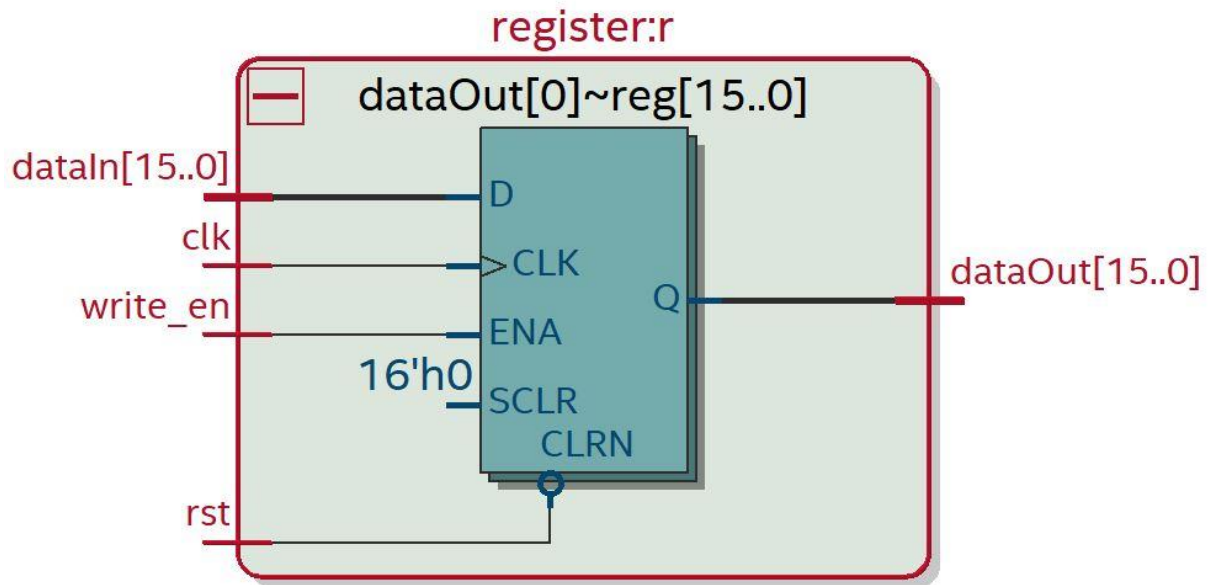 register:r
dataOut[0]~reg[15..0]
dataIn[15..0]
D
clk
CLK
dataOut[15..0]
Q
write_en
ENA
16'h0
SCLR
CLRN
rst